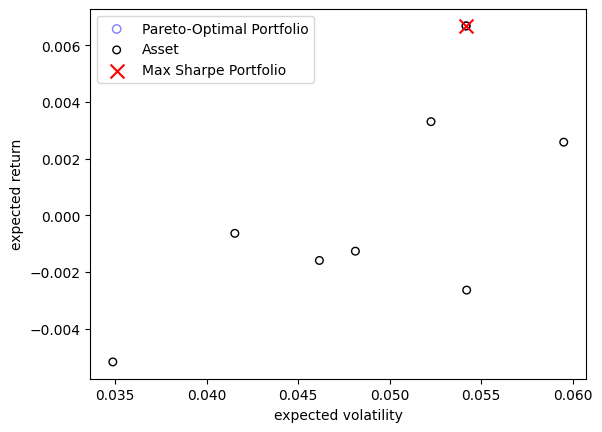 Pareto-Optimal Portfolio
Asset
Max Sharpe Portfolio
0.006
0.004
0.002
0.000
−0.002
−0.004
expected return
0.035
0.040
0.045
0.050
0.055
0.060
expected volatility